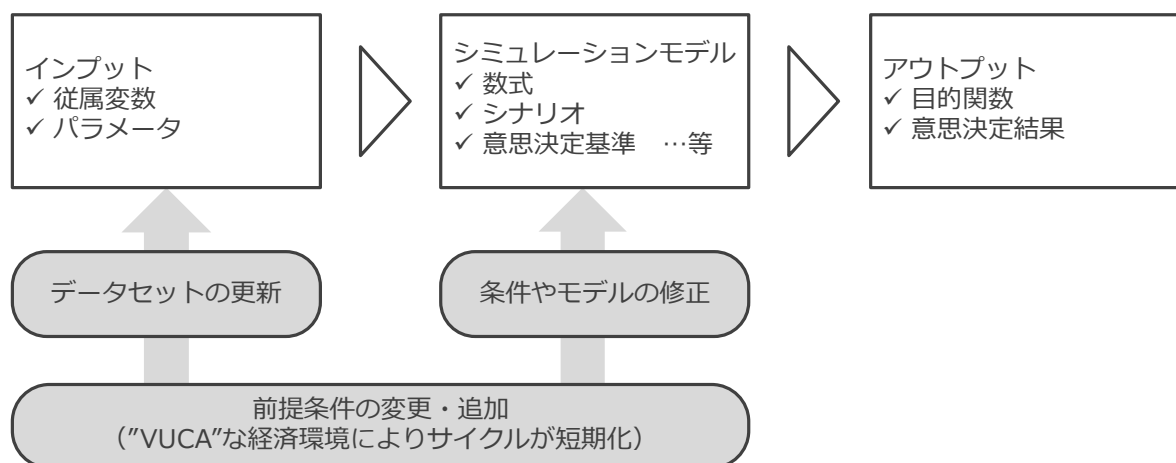 インプット
✓ 従属変数
✓ パラメータ
シミュレーションモデル
✓ 数式
✓ シナリオ
✓ 意思決定基準 …等
アウトプット
✓ 目的関数
✓ 意思決定結果
データセットの更新
条件やモデルの修正
前提条件の変更・追加
（”VUCA”な経済環境によりサイクルが短期化）